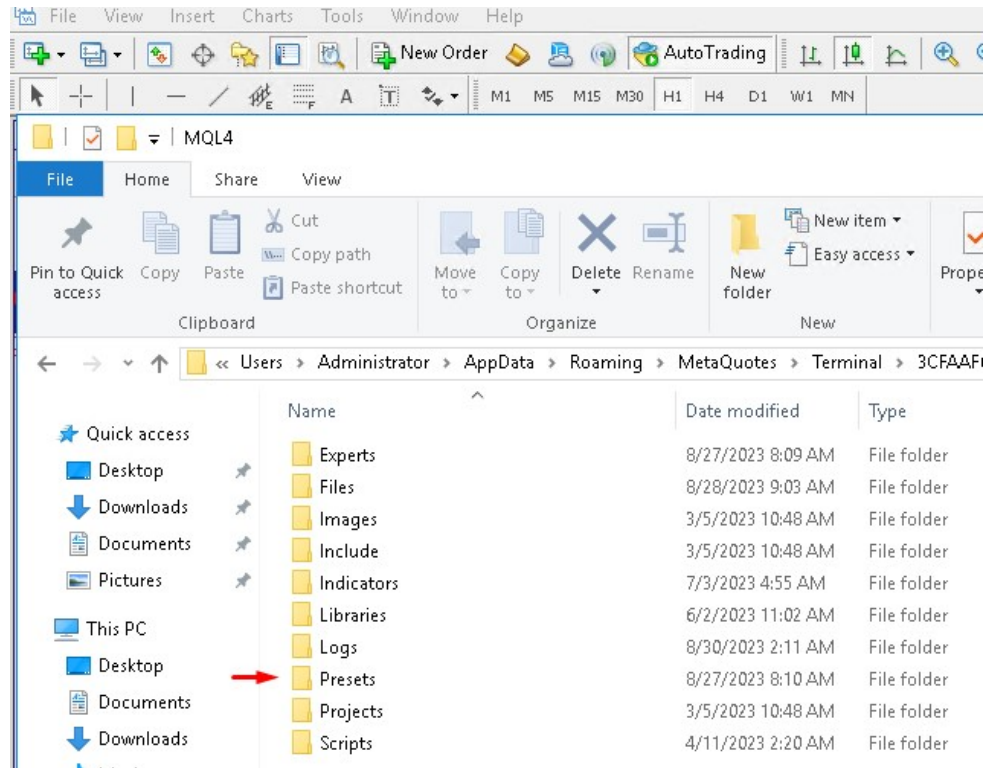 File View Insert Charts Tools Window Help
New Order AutoTrading
E F A T M1 M5 M15 M30 H1 H4 D1 W1 MN
MQL4
File Home Share View
Pin to Quick access Copy Paste Cut Copy path Paste shortcut Move to Copy to Delete Rename New folder New item Easy access Prope
Clipboard Organize New
« Users > Administrator > AppData > Roaming > MetaQuotes > Terminal > 3CFAAF
Name Date modified Type
Quick access
Desktop
Downloads
Documents
Pictures
This PC
Desktop
Documents
Downloads
Experts 8/27/2023 8:09 AM File folder
Files 8/28/2023 9:03 AM File folder
Images 3/5/2023 10:48 AM File folder
Include 3/5/2023 10:48 AM File folder
Indicators 7/3/2023 4:55 AM File folder
Libraries 6/2/2023 11:02 AM File folder
Logs 8/30/2023 2:11 AM File folder
Presets 8/27/2023 8:10 AM File folder
Projects 3/5/2023 10:48 AM File folder
Scripts 4/11/2023 2:20 AM File folder